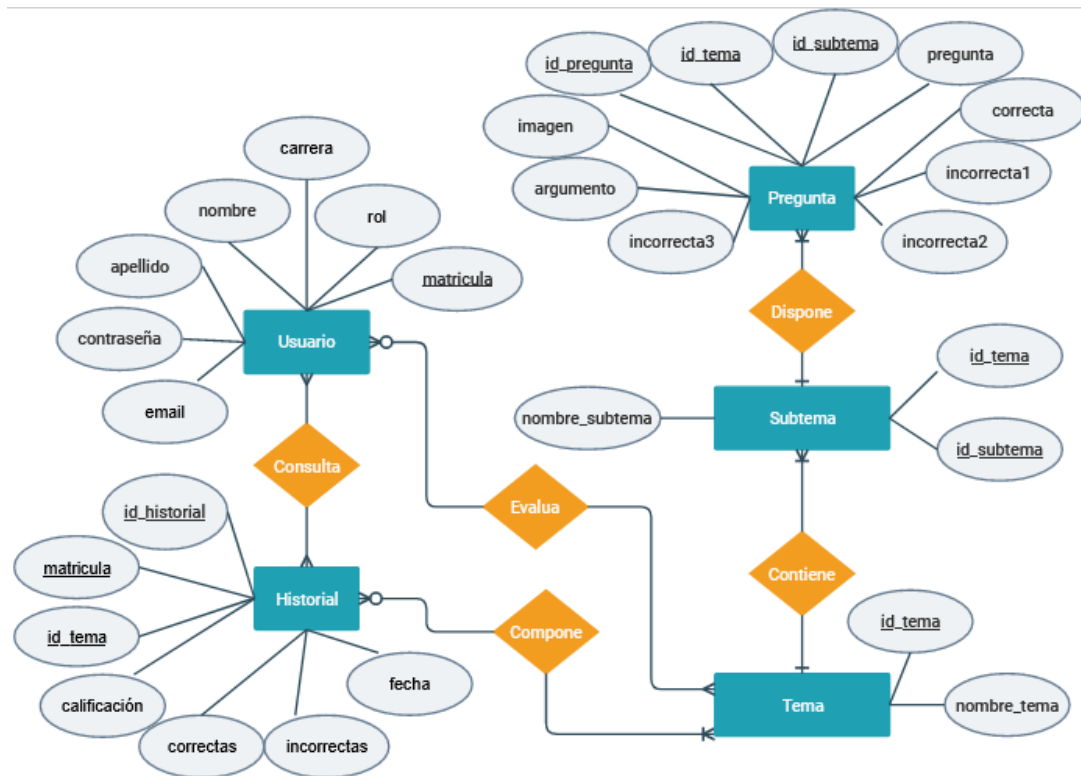 id_pregunta
id_tema
id_subtema
pregunta
imagen
correcta
argumento
Pregunta
incorrecta1
incorrecta3
incorrecta2
carrera
nombre
rol
apellido
matricula
contraseña
Usuario
email
Dispone
id_tema
nombre_subtema
Subtema
id_subtema
Consulta
Evalua
id_historial
matricula
Historial
Contiene
id_tema
Compone
id_tema
calificación
fecha
correctas
incorrectas
Tema
nombre_tema